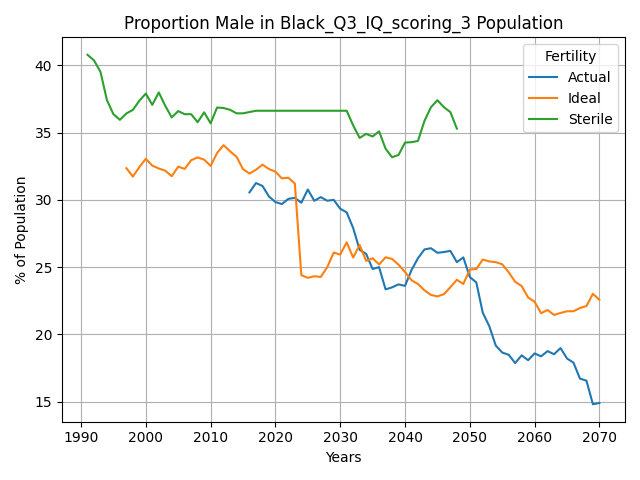 Proportion Male in Black_Q3_IQ_scoring_3 Population
Fertility
Actual
Ideal
Sterile
% of Population
40
35
30
25
20
15
1990 2000 2010 2020 2030 2040 2050 2060 2070
Years